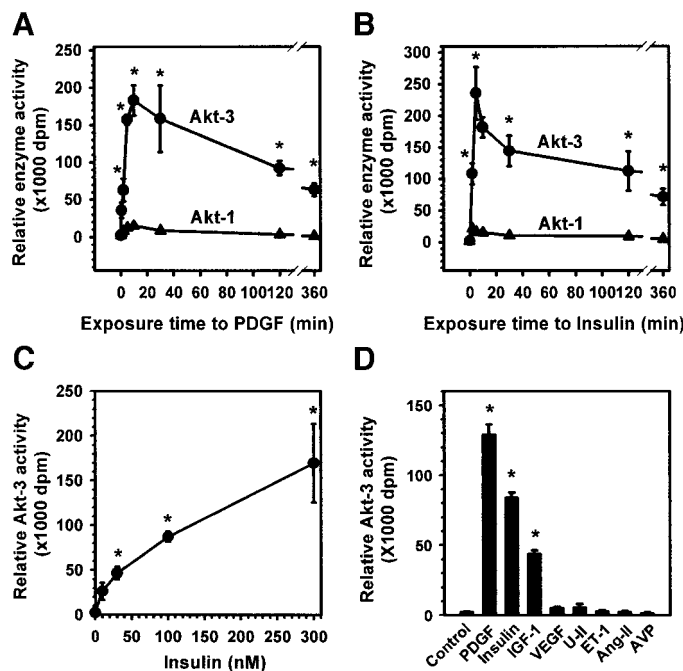 A
Relative enzyme activity
(x1000 dpm)
250
200
150
100
50
0
*
*
*
*
*
*
Akt-3
Akt-1
0 20 40 60 80 100 120 360
Exposure time to PDGF (min)
B
Relative enzyme activity
(x1000 dpm)
300
250
200
150
100
50
0
*
*
*
*
*
Akt-3
Akt-1
0 20 40 60 80 100 120 360
Exposure time to Insulin (min)
C
Relative Akt-3 activity
(x1000 dpm)
250
200
150
100
50
0
*
*
*
0 50 100 150 200 250 300
Insulin (nM)
D
Relative Akt-3 activity
(X1000 dpm)
150
100
50
0
*
*
*
Control
PDGF
Insulin
IGF-1
VEGF
U-II
ET-1
Ang-II
AVP